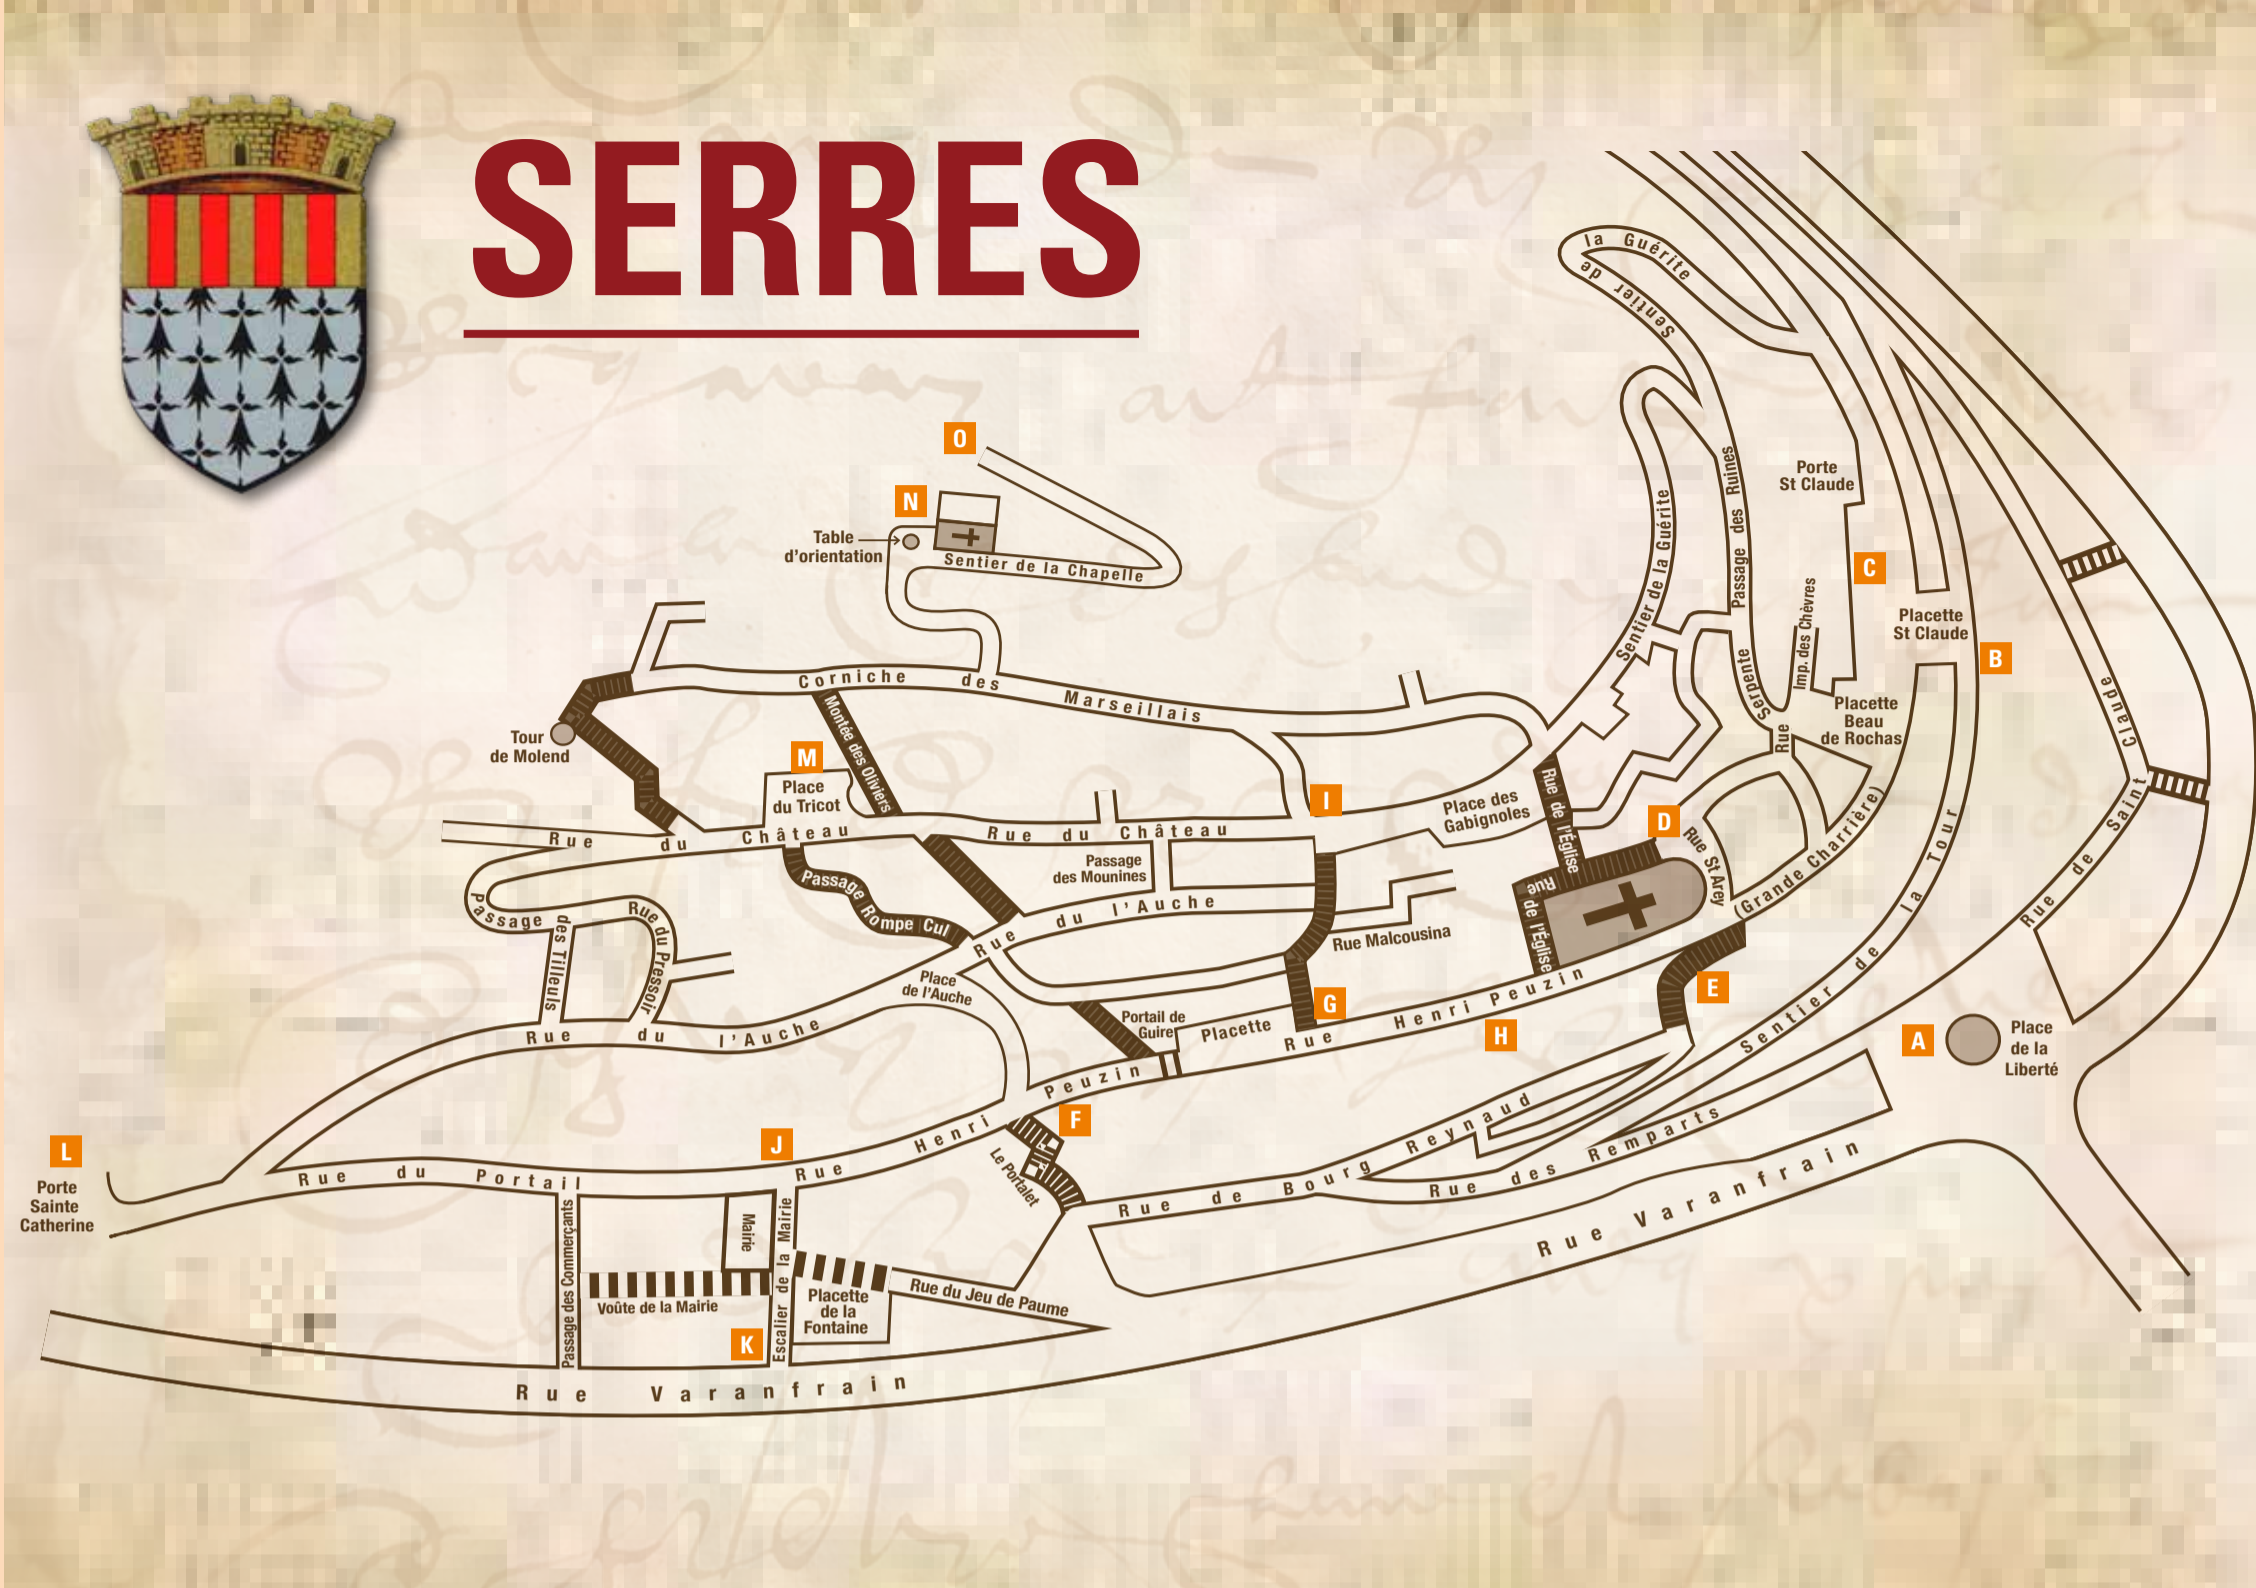 SERRES
la Guérite
Sentier de
O
Porte
St Claude
N
Table
d'orientation
Sentier de la Chapelle
Passage des Ruines
Sentier de la Guérite
C
Imp. des Chèvres
Placette
St Claude
B
Corniche des Marseillais
Rue Serpente
Placette
Beau
de Rochas
Claude
Tour
de Molend
Montée des Oliviers
M
Place
du Tricot
I
Place des
Gabignoles
Rue de l'Église
D
Rue St Arey
Rue du Château
Rue du Château
Passage
des Mounines
(Grande Charrière)
Rue de Saint
Passage
des Tilleuls
Rue du Pressoir
Passage Rompe Cul
Rue du l'Auche
Rue Malcousina
Rue
de l'Église
Sentier de la Tour
Place
de l'Auche
E
G
Portail de
Guire
Placette
Rue Henri Peuzin
H
A
Place
de la
Liberté
Rue du l'Auche
Peuzin
F
Rue Henri
J
Le Portalet
L
Porte
Sainte
Catherine
Rue du Portail
Rue de Bourg Reynaud
Rue des Remparts
Rue Varanfrain
Passage des Commerçants
Mairie
Escalier de la Mairie
Voûte de la Mairie
Placette
de la
Fontaine
Rue du Jeu de Paume
K
Rue Varanfrain